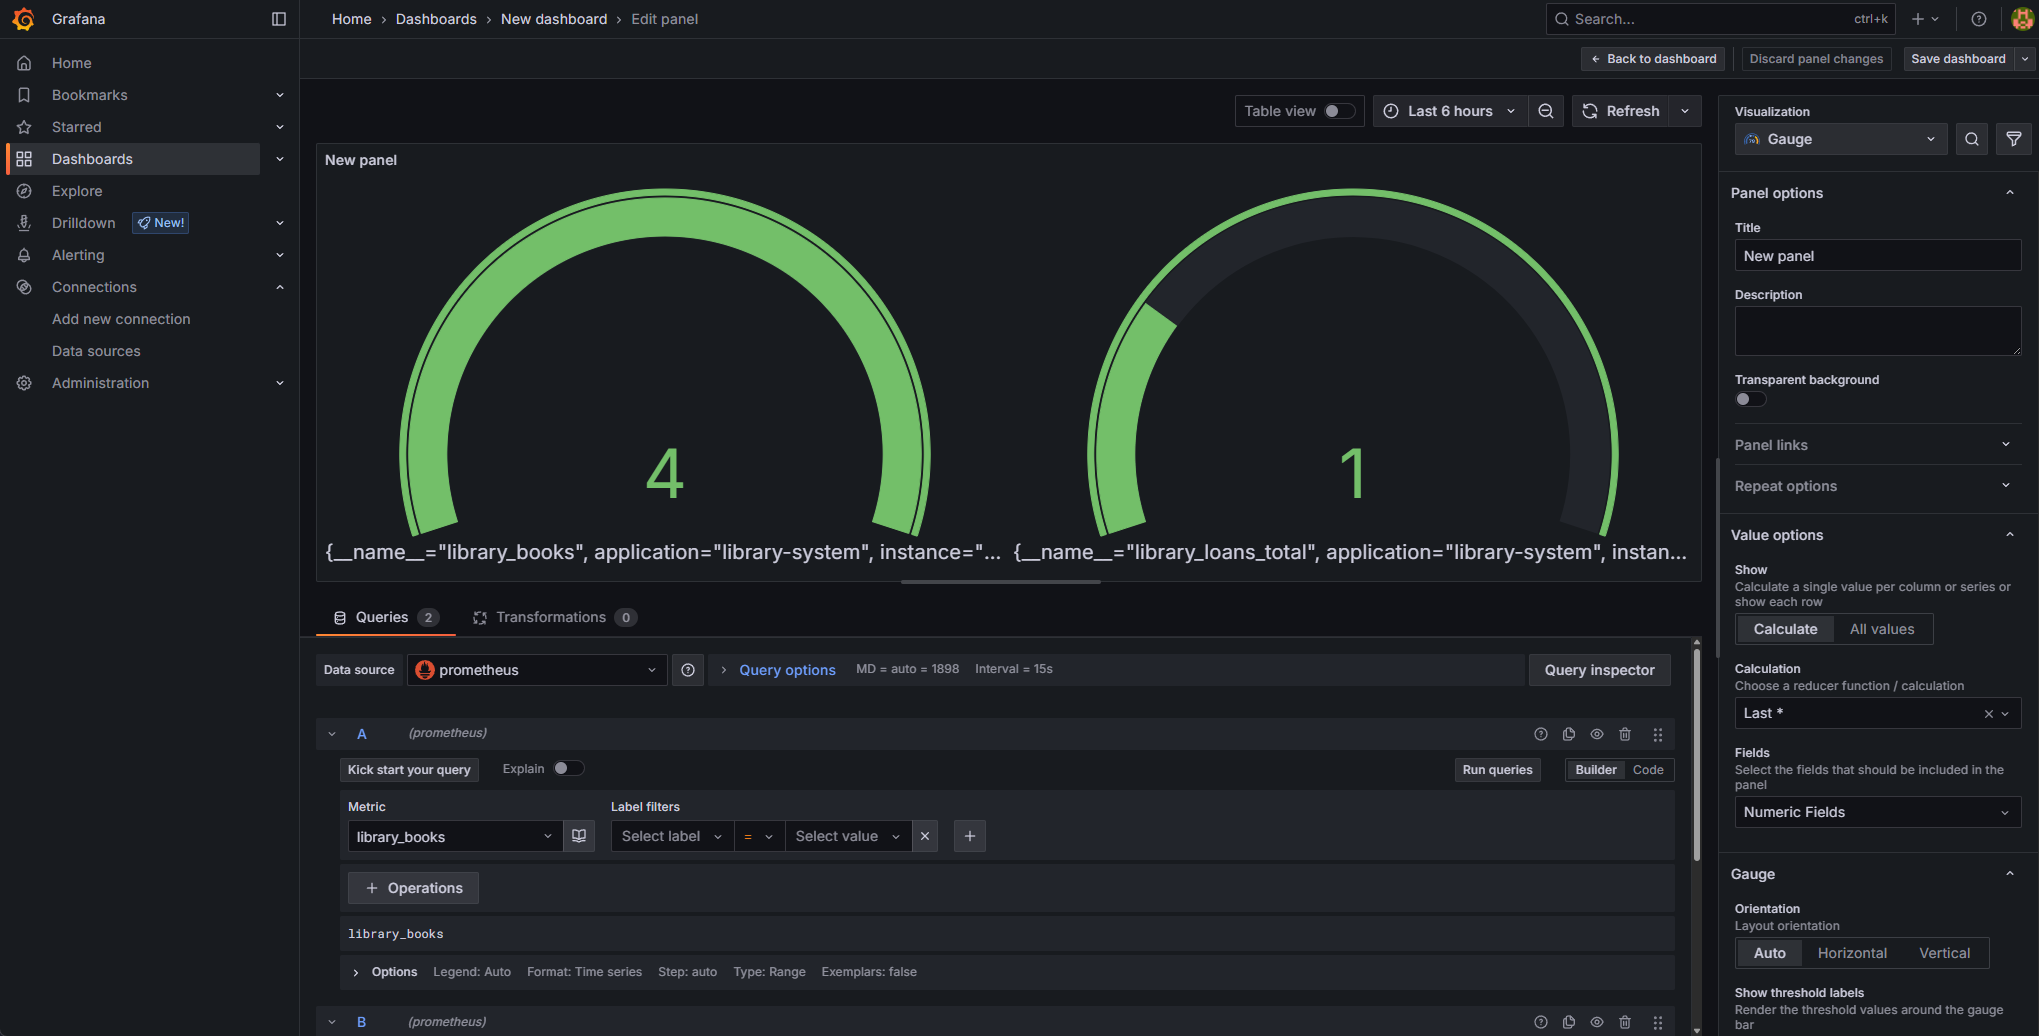 Grafana
Home › Dashboards › New dashboard › Edit panel
Search... ctrl+k
Back to dashboard
Discard panel changes
Save dashboard
Home
Bookmarks
Starred
Dashboards
Explore
Drilldown New!
Alerting
Connections
Add new connection
Data sources
Administration
Table view
Last 6 hours
Refresh
New panel
4
1
{__name__="library_books", application="library-system", instance="...
{__name__="library_loans_total", application="library-system", instan...
Queries 2
Transformations 0
Data source
prometheus
Query options
MD = auto = 1898
Interval = 15s
Query inspector
A (prometheus)
Kick start your query
Explain
Run queries
Builder
Code
Metric
Label filters
library_books
Select label
=
Select value
+ Operations
library_books
Options Legend: Auto Format: Time series Step: auto Type: Range Exemplars: false
B (prometheus)
Visualization
Gauge
Panel options
Title
New panel
Description
Transparent background
Panel links
Repeat options
Value options
Show
Calculate a single value per column or series or
show each row
Calculate
All values
Calculation
Choose a reducer function / calculation
Last *
Fields
Select the fields that should be included in the
panel
Numeric Fields
Gauge
Orientation
Layout orientation
Auto
Horizontal
Vertical
Show threshold labels
Render the threshold values around the gauge
bar